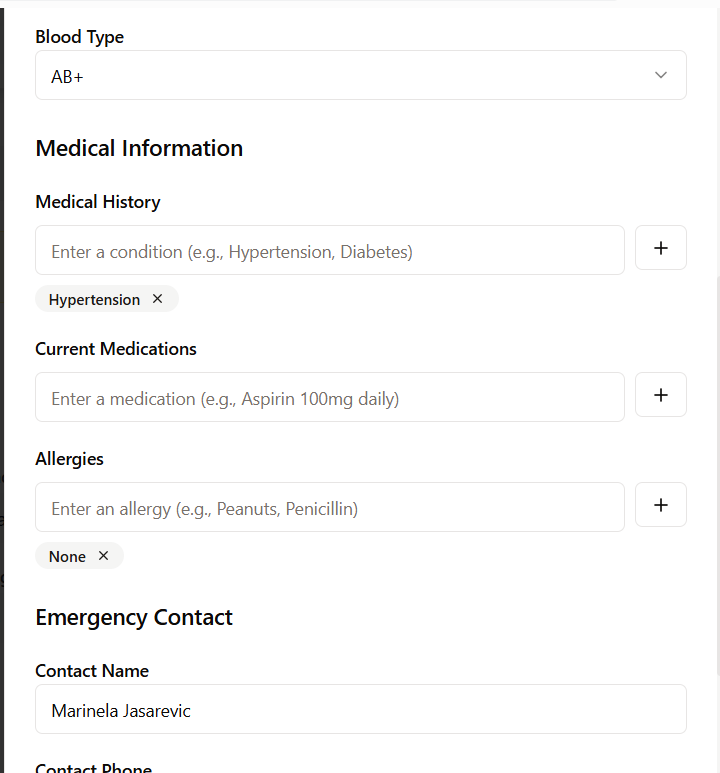 Blood Type
AB+
Medical Information
Medical History
Enter a condition (e.g., Hypertension, Diabetes)
Hypertension
Current Medications
Enter a medication (e.g., Aspirin 100mg daily)
Allergies
Enter an allergy (e.g., Peanuts, Penicillin)
None
Emergency Contact
Contact Name
Marinela Jasarevic
Contact Phone